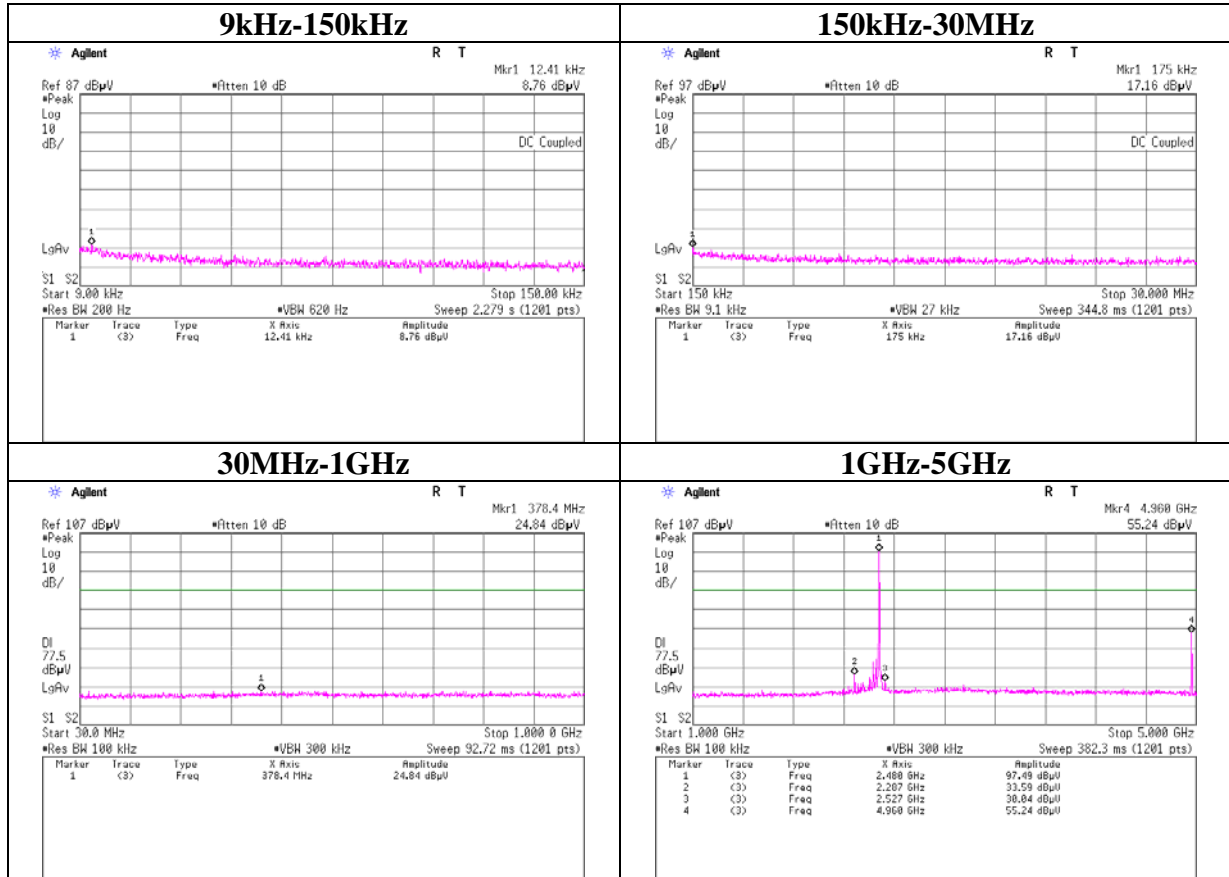 9kHz-150kHz
Agilent
R T
Mkr1 12.41 kHz
Ref 87 dBµV
#Atten 10 dB
8.76 dBµV
#Peak
Log
10
dB/
DC Coupled
1
LgAv
S1 S2
Start 9.00 kHz
Stop 150.00 kHz
#Res BW 200 Hz
#VBW 620 Hz
Sweep 2.279 s (1201 pts)
Marker Trace Type X Axis Amplitude
1 (3) Freq 12.41 kHz 8.76 dBµV
150kHz-30MHz
Agilent
R T
Mkr1 175 kHz
Ref 97 dBµV
#Atten 10 dB
17.16 dBµV
#Peak
Log
10
dB/
DC Coupled
1
LgAv
S1 S2
Start 150 kHz
Stop 30.000 MHz
#Res BW 9.1 kHz
#VBW 27 kHz
Sweep 344.8 ms (1201 pts)
Marker Trace Type X Axis Amplitude
1 (3) Freq 175 kHz 17.16 dBµV
30MHz-1GHz
Agilent
R T
Mkr1 378.4 MHz
Ref 107 dBµV
#Atten 10 dB
24.84 dBµV
#Peak
Log
10
dB/
DI
77.5
dBµV
1
LgAv
S1 S2
Start 30.0 MHz
Stop 1.000 0 GHz
#Res BW 100 kHz
#VBW 300 kHz
Sweep 92.72 ms (1201 pts)
Marker Trace Type X Axis Amplitude
1 (3) Freq 378.4 MHz 24.84 dBµV
1GHz-5GHz
Agilent
R T
Mkr4 4.960 GHz
Ref 107 dBµV
#Atten 10 dB
55.24 dBµV
#Peak
1
Log
10
dB/
4
DI
77.5
dBµV
2
3
LgAv
S1 S2
Start 1.000 GHz
Stop 5.000 GHz
#Res BW 100 kHz
#VBW 300 kHz
Sweep 382.3 ms (1201 pts)
Marker Trace Type X Axis Amplitude
1 (3) Freq 2.480 GHz 97.49 dBµV
2 (3) Freq 2.287 GHz 33.59 dBµV
3 (3) Freq 2.527 GHz 30.04 dBµV
4 (3) Freq 4.960 GHz 55.24 dBµV